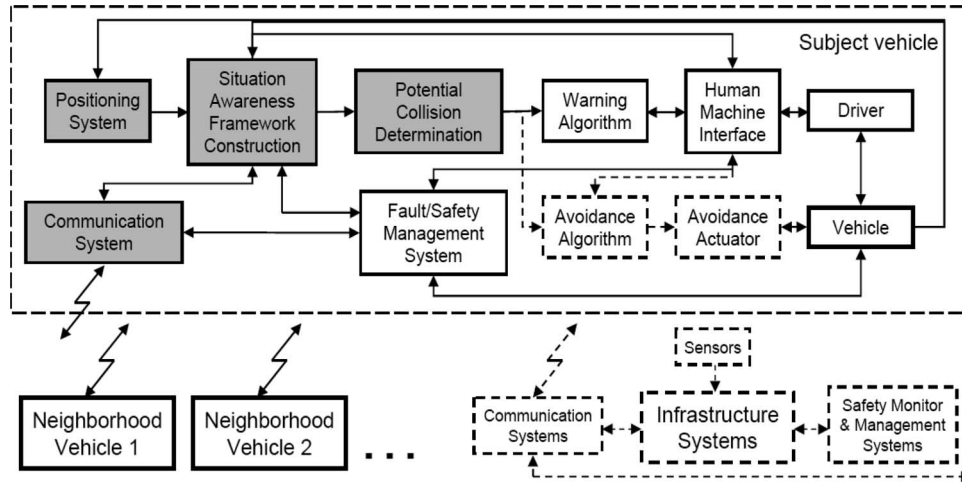 Subject vehicle
Positioning
System
Situation
Awareness
Framework
Construction
Potential
Collision
Determination
Warning
Algorithm
Human
Machine
Interface
Driver
Communication
System
Fault/Safety
Management
System
Avoidance
Algorithm
Avoidance
Actuator
Vehicle
Neighborhood
Vehicle 1
Neighborhood
Vehicle 2
. . .
Communication
Systems
Sensors
Infrastructure
Systems
Safety Monitor
& Management
Systems